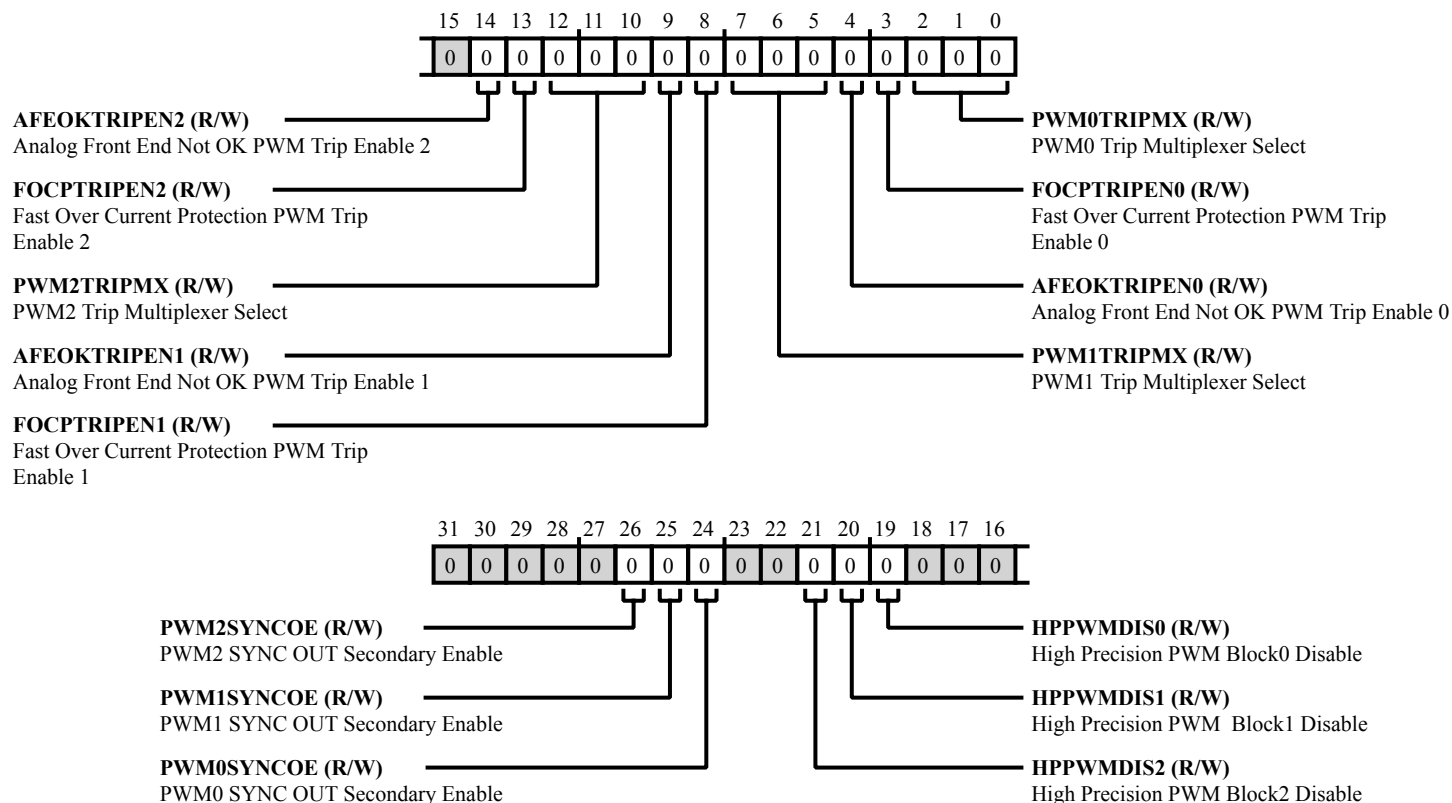 15 14 13 12 11 10 9 8 7 6 5 4 3 2 1 0
0 0 0 0 0 0 0 0 0 0 0 0 0 0 0 0
AFEOKTRIPEN2 (R/W)
Analog Front End Not OK PWM Trip Enable 2
FOCPTRIPEN2 (R/W)
Fast Over Current Protection PWM Trip
Enable 2
PWM2TRIPMX (R/W)
PWM2 Trip Multiplexer Select
AFEOKTRIPEN1 (R/W)
Analog Front End Not OK PWM Trip Enable 1
FOCPTRIPEN1 (R/W)
Fast Over Current Protection PWM Trip
Enable 1
PWM0TRIPMX (R/W)
PWM0 Trip Multiplexer Select
FOCPTRIPEN0 (R/W)
Fast Over Current Protection PWM Trip
Enable 0
AFEOKTRIPEN0 (R/W)
Analog Front End Not OK PWM Trip Enable 0
PWM1TRIPMX (R/W)
PWM1 Trip Multiplexer Select
31 30 29 28 27 26 25 24 23 22 21 20 19 18 17 16
0 0 0 0 0 0 0 0 0 0 0 0 0 0 0 0
PWM2SYNCOE (R/W)
PWM2 SYNC OUT Secondary Enable
PWM1SYNCOE (R/W)
PWM1 SYNC OUT Secondary Enable
PWM0SYNCOE (R/W)
PWM0 SYNC OUT Secondary Enable
HPPWMDIS0 (R/W)
High Precision PWM Block0 Disable
HPPWMDIS1 (R/W)
High Precision PWM  Block1 Disable
HPPWMDIS2 (R/W)
High Precision PWM Block2 Disable